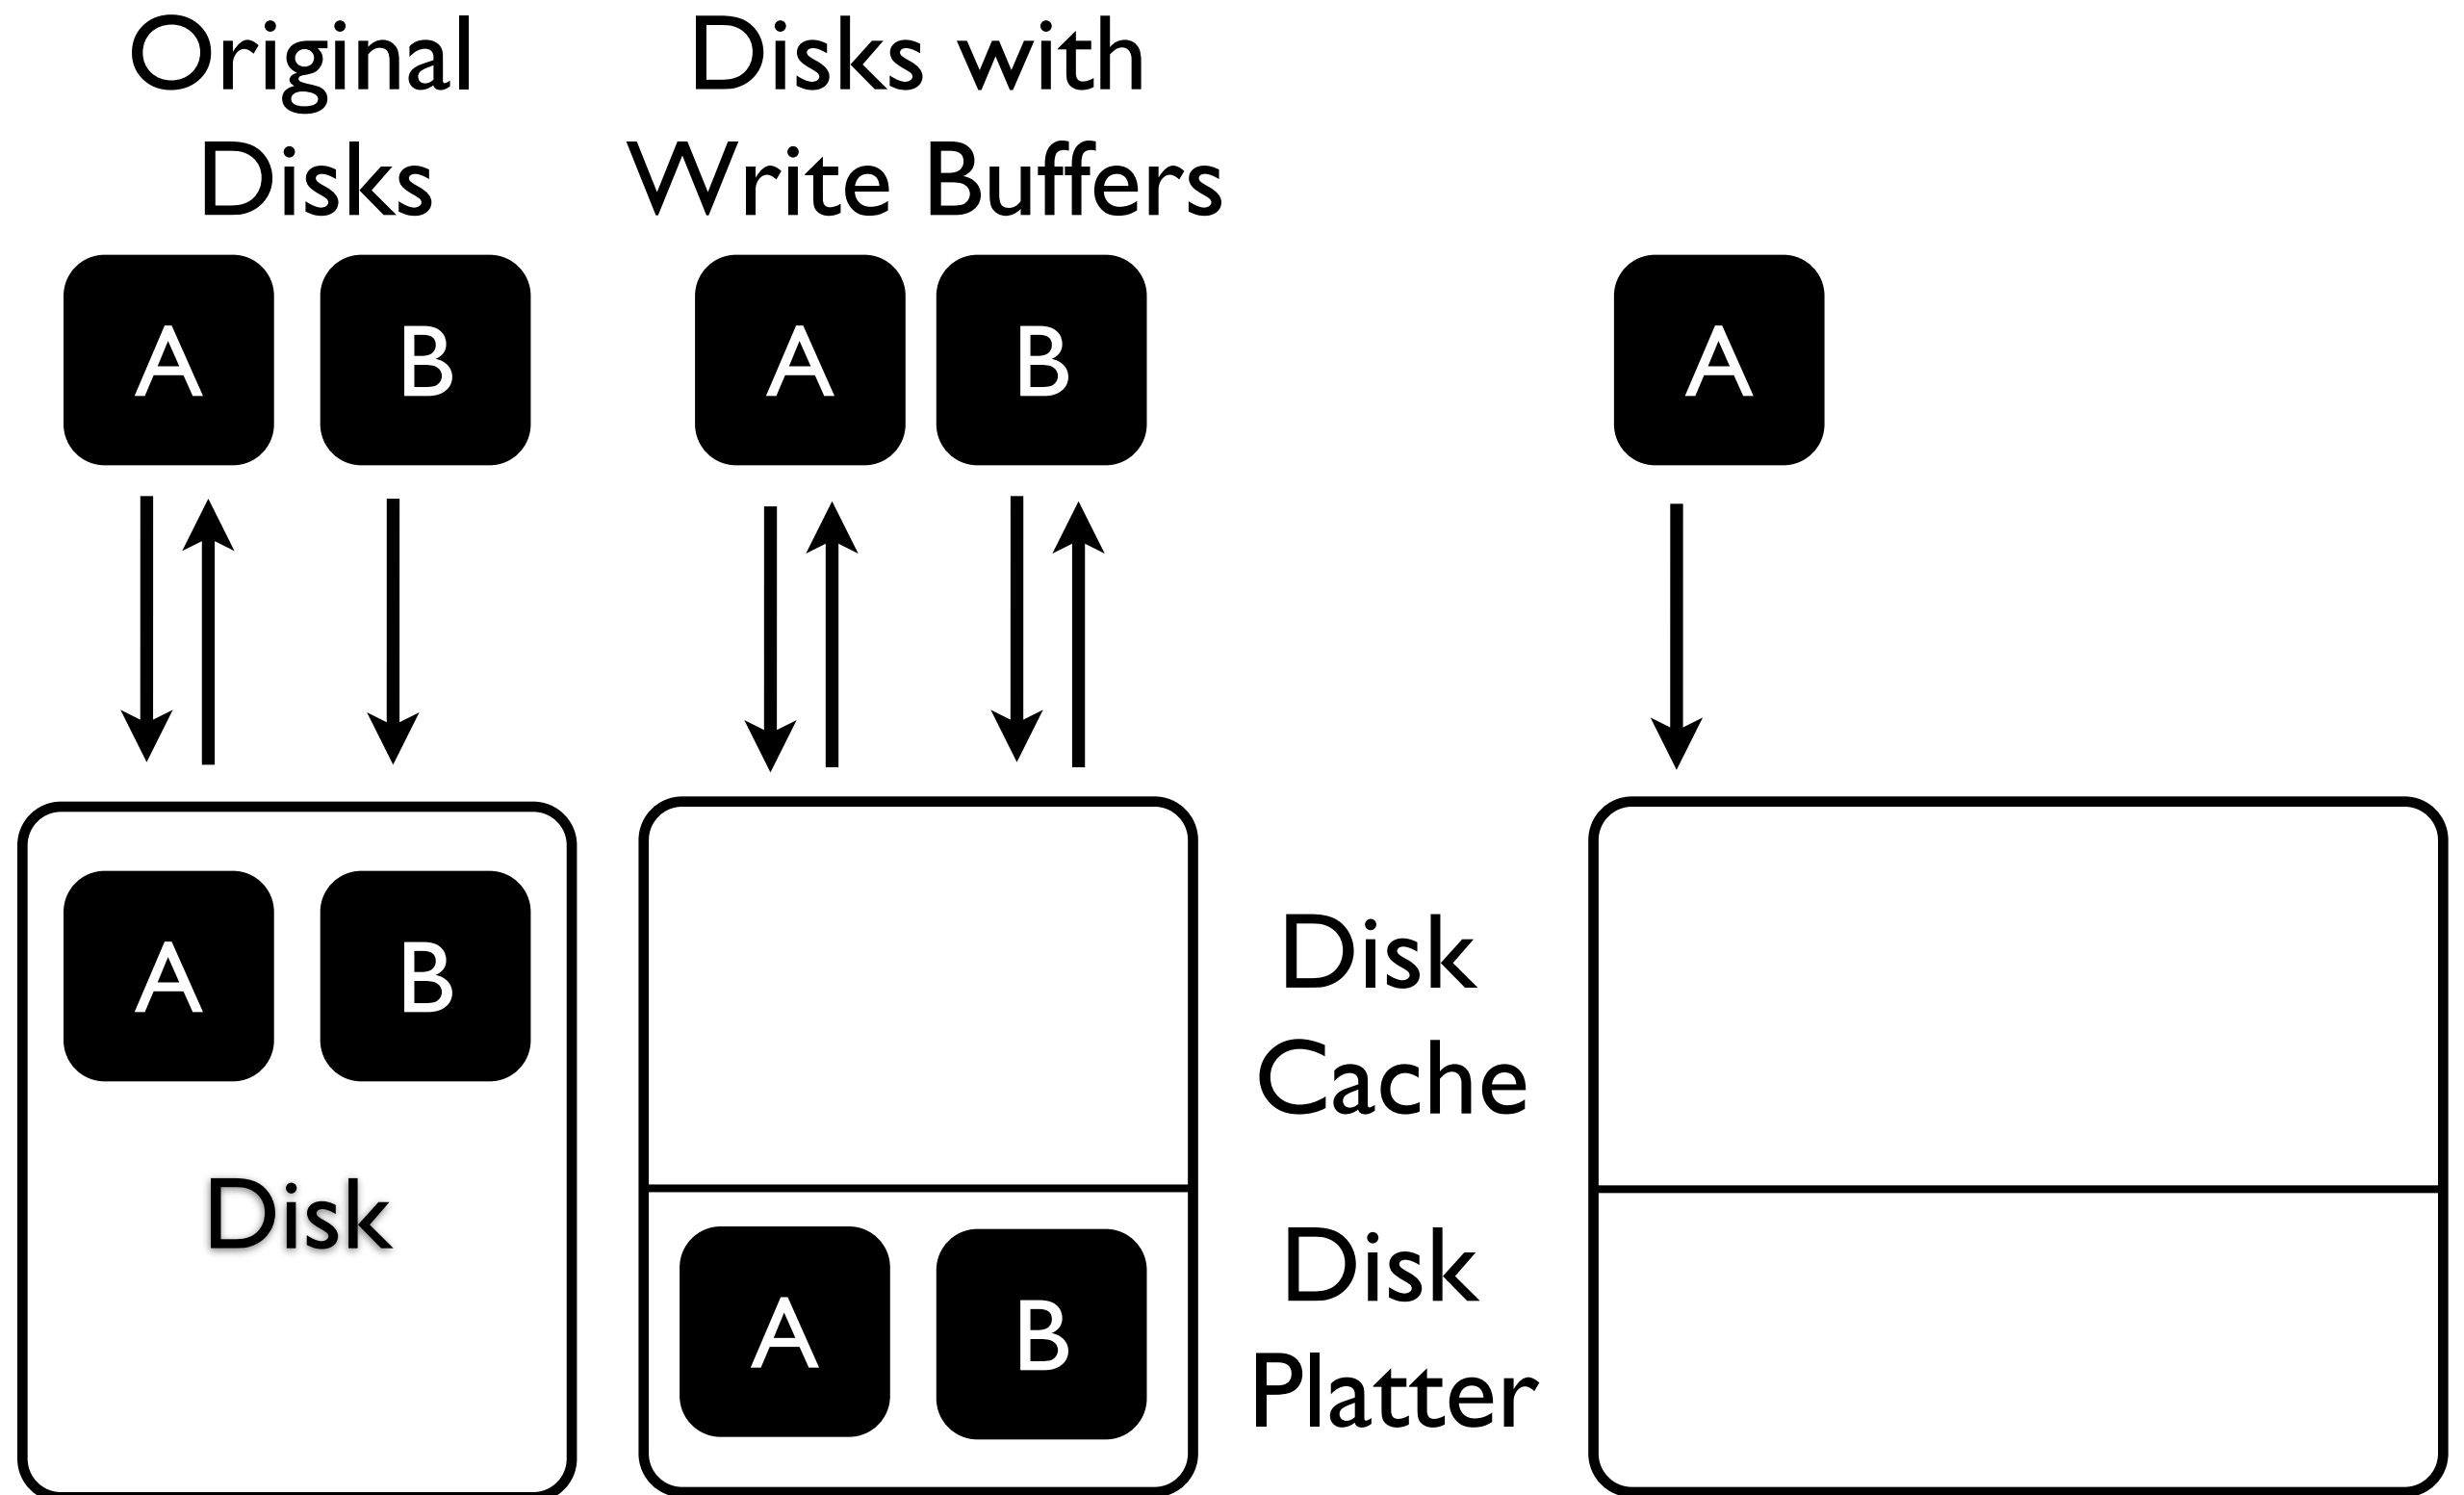 Original
Disks
Disks with
Write Buffers
A B
A B
A
A B
Disk
A B
Disk
Cache
Disk
Platter